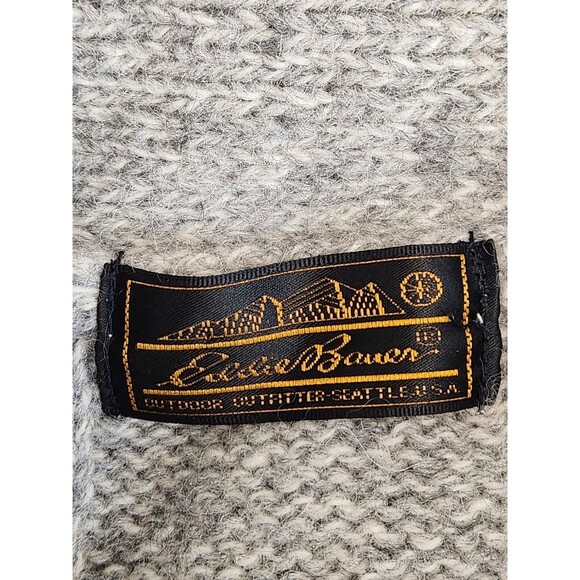 Eddie Bauer ®
OUTDOOR OUTFITTER-SEATTLE, U.S.A.